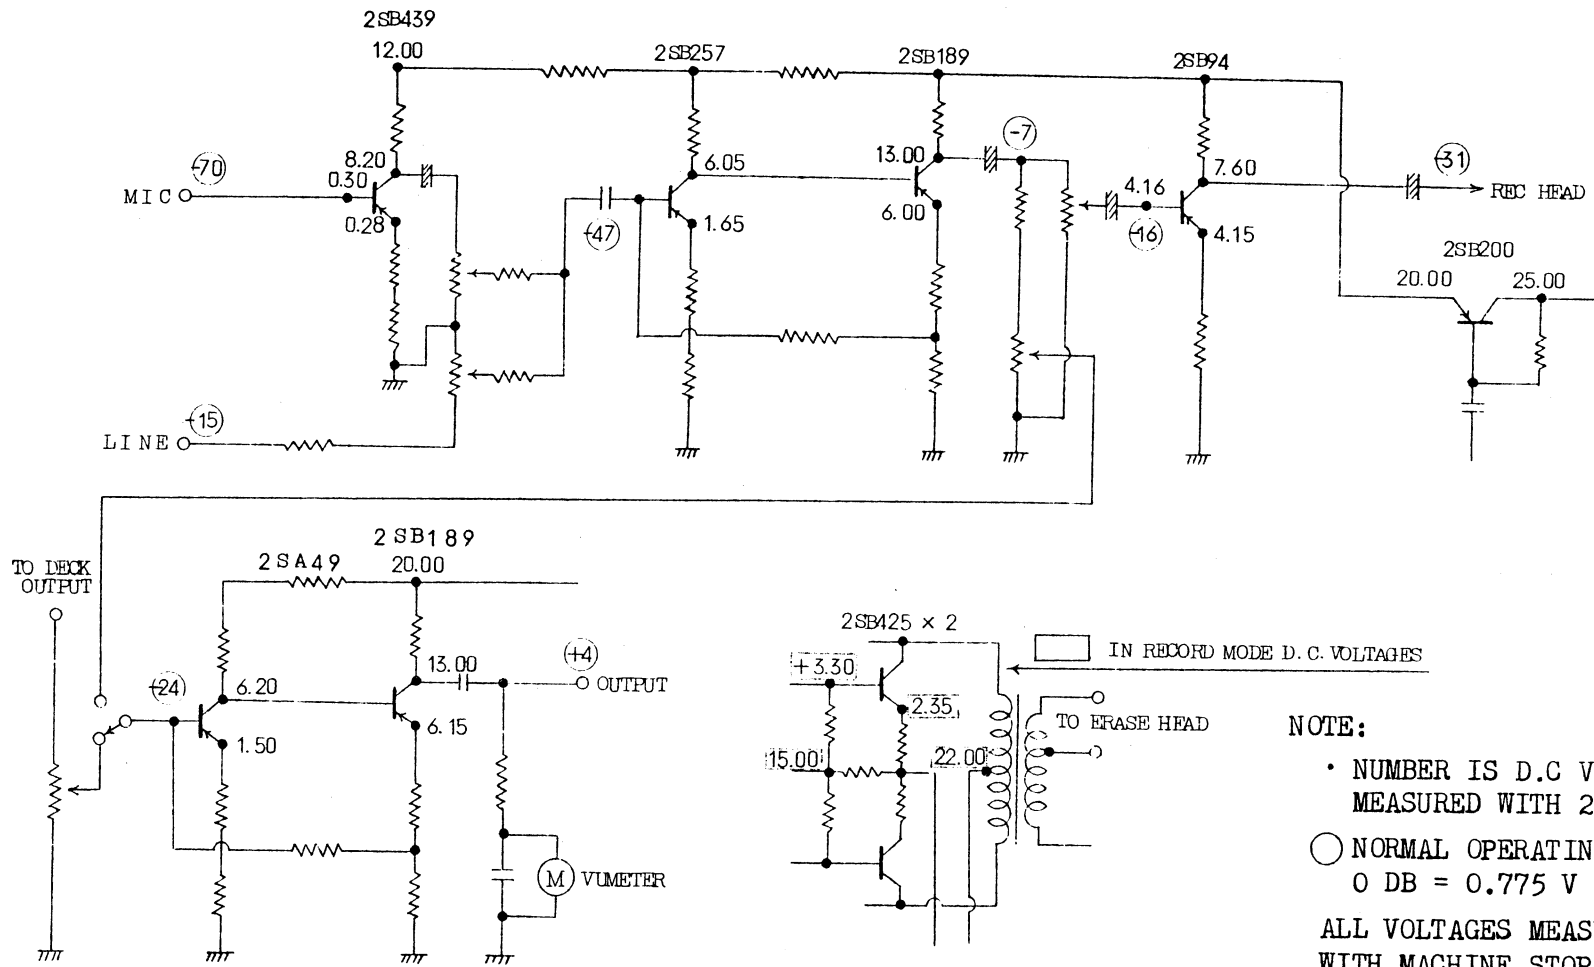 2SB439
12.00
2SB257
2SB189
2SB94
-70
MIC
8.20
0.30
0.28
-47
6.05
1.65
13.00
6.00
-7
4.16
-16
7.60
4.15
-31
REC HEAD
2SB200
20.00
25.00
-15
LINE
TO DECK
OUTPUT
2SA49
2SB189
20.00
-24
6.20
1.50
13.00
6.15
+4
OUTPUT
M
VUMETER
2SB425 × 2
+3.30
2.35
15.00
22.00
IN RECORD MODE D.C. VOLTAGES
TO ERASE HEAD
NOTE:
• NUMBER IS D.C V
MEASURED WITH 2
NORMAL OPERATIN
0 DB = 0.775 V
ALL VOLTAGES MEAS
WITH MACHINE STOP